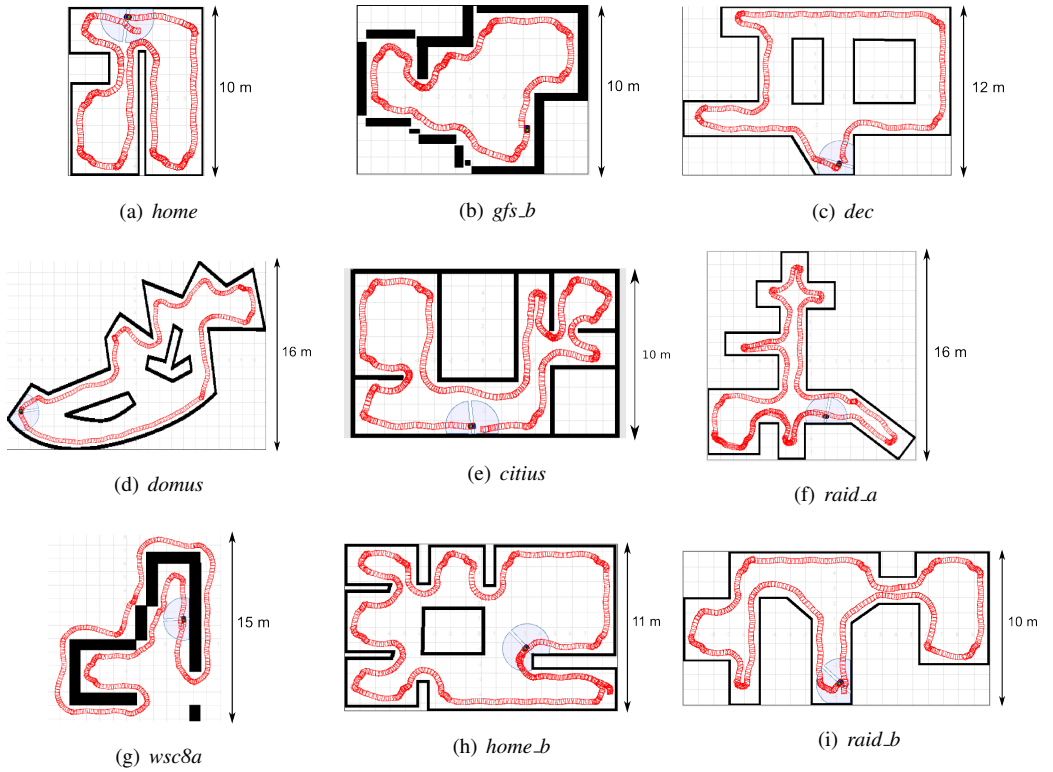 10 m
10 m
12 m
(a) home
(b) gfs_b
(c) dec
16 m
10 m
16 m
(d) domus
(e) citius
(f) raid_a
15 m
11 m
10 m
(g) wsc8a
(h) home_b
(i) raid_b